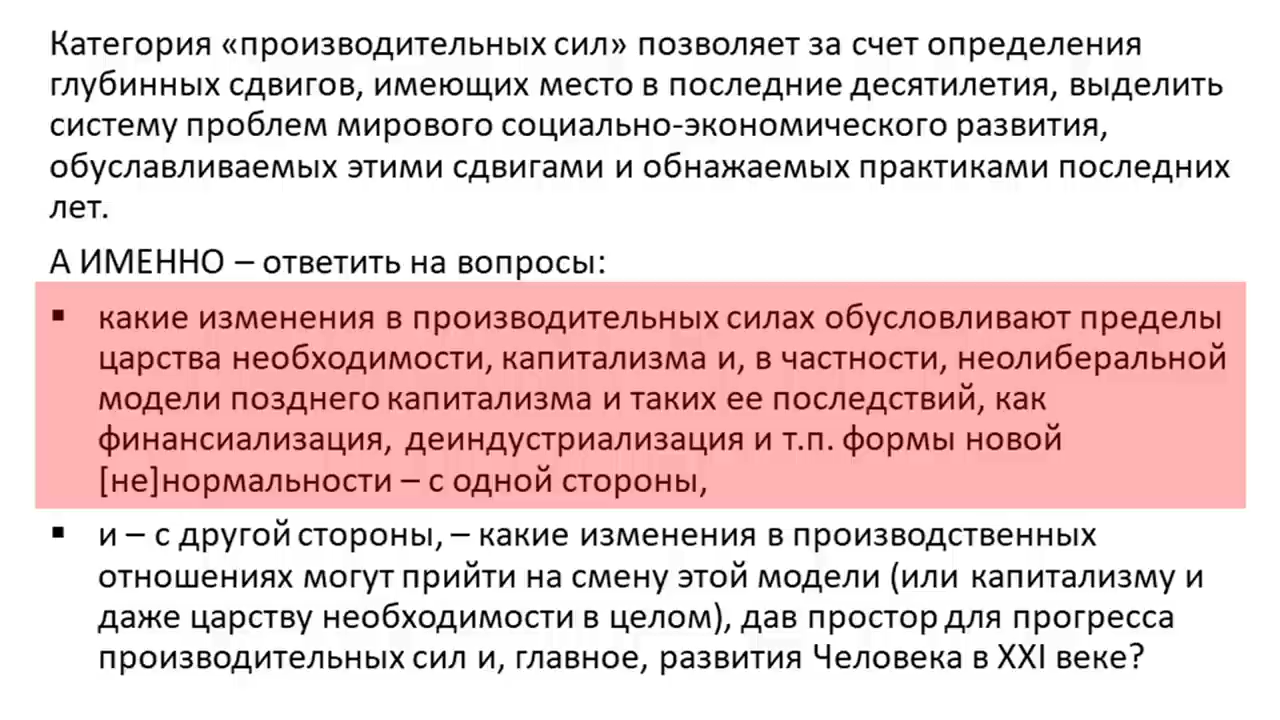 Категория «производительных сил» позволяет за счет определения
глубинных сдвигов, имеющих место в последние десятилетия, выделить
систему проблем мирового социально-экономического развития,
обуславливаемых этими сдвигами и обнажаемых практиками последних
лет.
А ИМЕННО – ответить на вопросы:
▪ какие изменения в производительных силах обусловливают пределы
царства необходимости, капитализма и, в частности, неолиберальной
модели позднего капитализма и таких ее последствий, как
финансиализация, деиндустриализация и т.п. формы новой
[не]нормальности – с одной стороны,
▪ и – с другой стороны, – какие изменения в производственных
отношениях могут прийти на смену этой модели (или капитализму и
даже царству необходимости в целом), дав простор для прогресса
производительных сил и, главное, развития Человека в XXI веке?